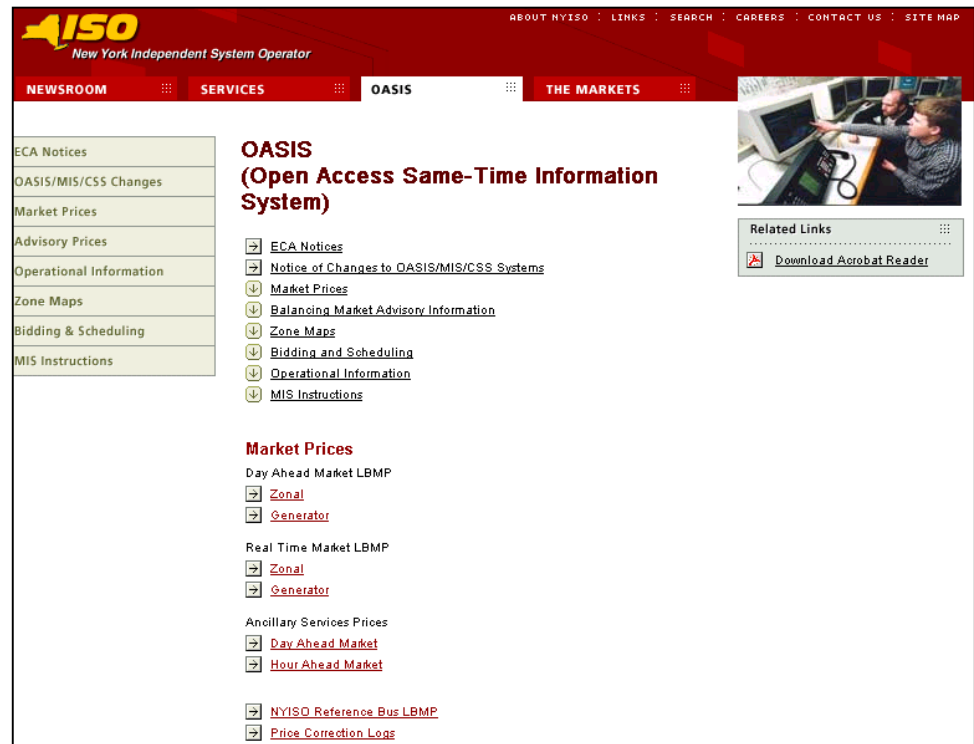 ISO
New York Independent System Operator
ABOUT NYISO : LINKS : SEARCH : CAREERS : CONTACT US : SITE MAP
NEWSROOM
SERVICES
OASIS
THE MARKETS
ECA Notices
OASIS/MIS/CSS Changes
Market Prices
Advisory Prices
Operational Information
Zone Maps
Bidding & Scheduling
MIS Instructions
OASIS
(Open Access Same-Time Information
System)
ECA Notices
Notice of Changes to OASIS/MIS/CSS Systems
Market Prices
Balancing Market Advisory Information
Zone Maps
Bidding and Scheduling
Operational Information
MIS Instructions
Market Prices
Day Ahead Market LBMP
Zonal
Generator
Real Time Market LBMP
Zonal
Generator
Ancillary Services Prices
Day Ahead Market
Hour Ahead Market
NYISO Reference Bus LBMP
Price Correction Logs
Related Links
Download Acrobat Reader